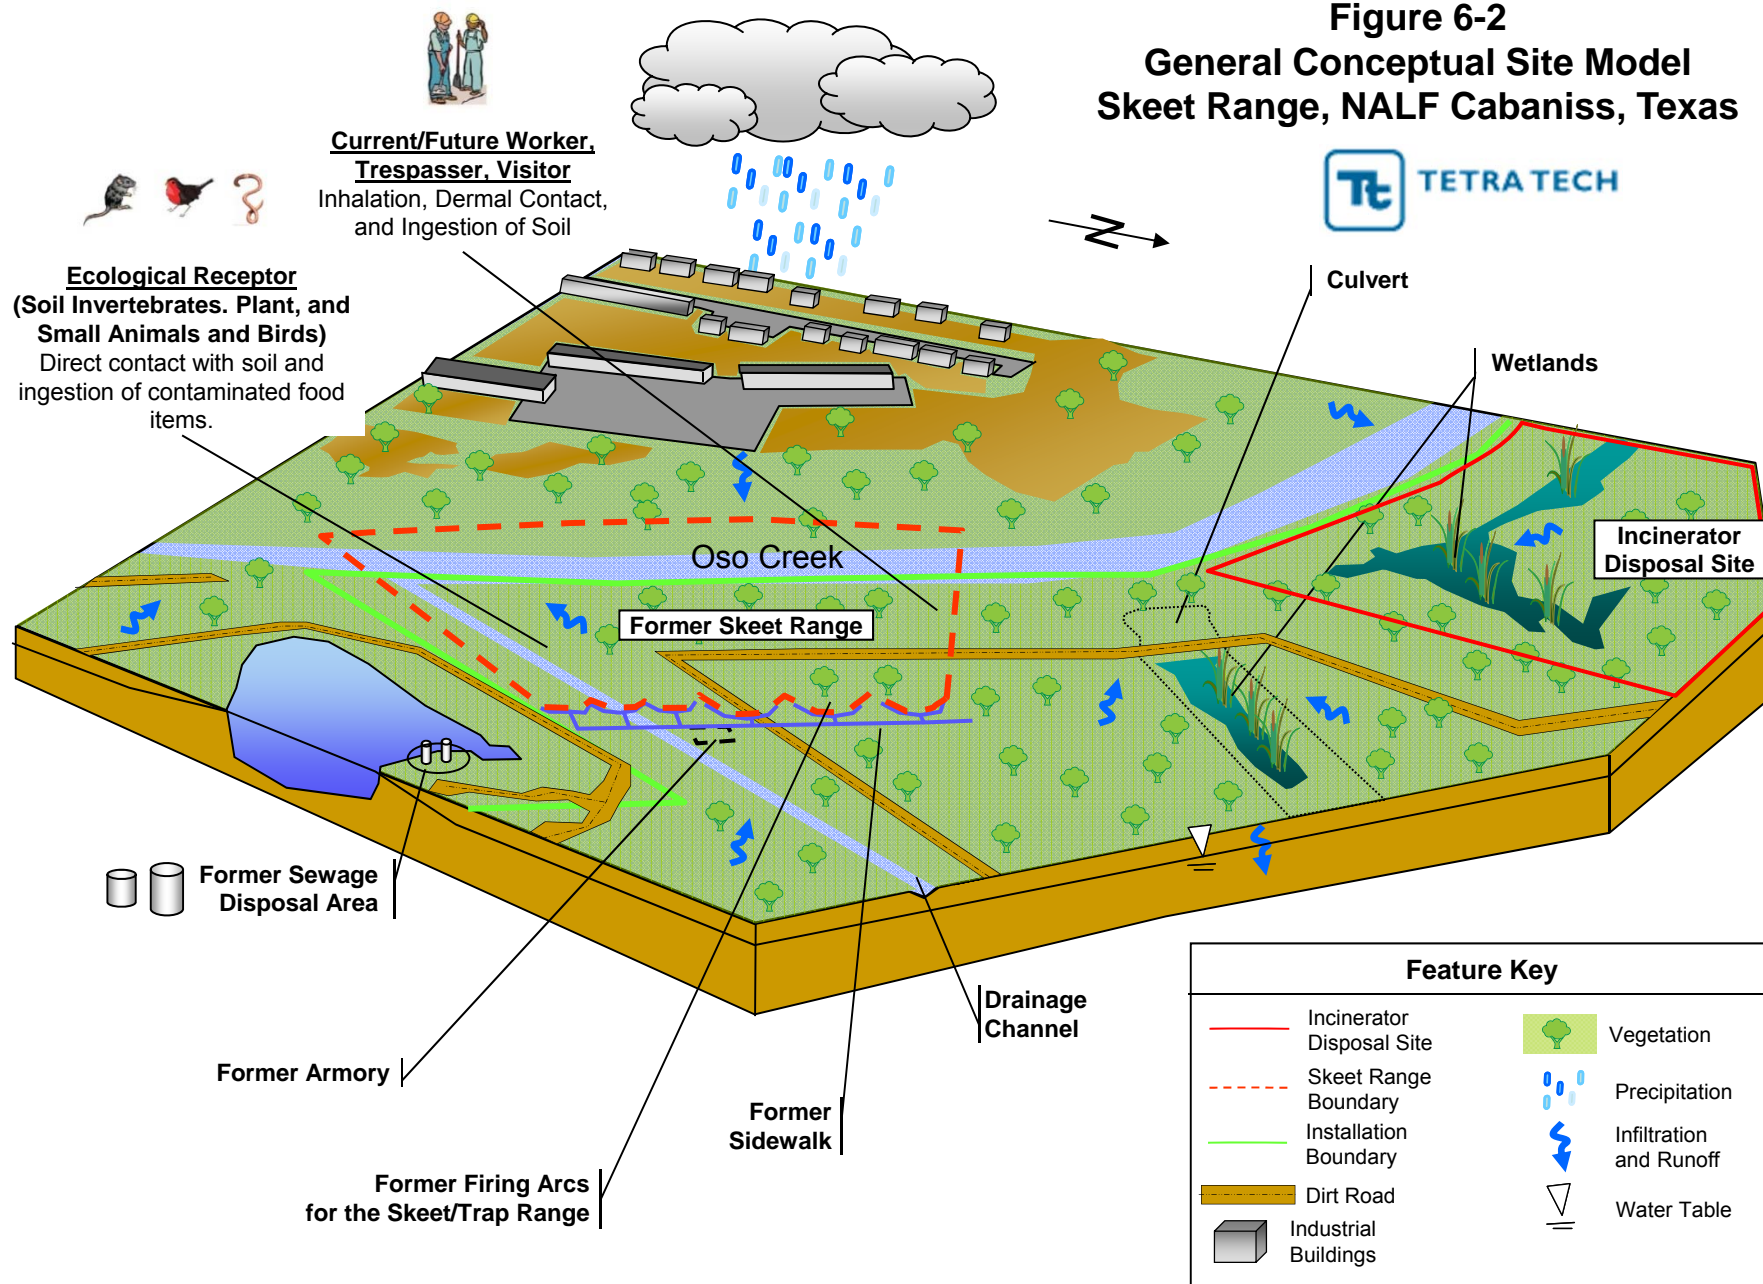 Figure 6-2
General Conceptual Site Model
Skeet Range, NALF Cabaniss, Texas
TETRA TECH
Tt
N
Current/Future Worker,
Trespasser, Visitor
Inhalation, Dermal Contact,
and Ingestion of Soil
Ecological Receptor
(Soil Invertebrates. Plant, and
Small Animals and Birds)
Direct contact with soil and
ingestion of contaminated food
items.
Culvert
Wetlands
Incinerator
Disposal Site
Oso Creek
Former Skeet Range
Former Sewage
Disposal Area
Former Armory
Former Firing Arcs
for the Skeet/Trap Range
Former
Sidewalk
Drainage
Channel
Feature Key
Incinerator
Disposal Site
Skeet Range
Boundary
Installation
Boundary
Dirt Road
Industrial
Buildings
Vegetation
Precipitation
Infiltration
and Runoff
Water Table